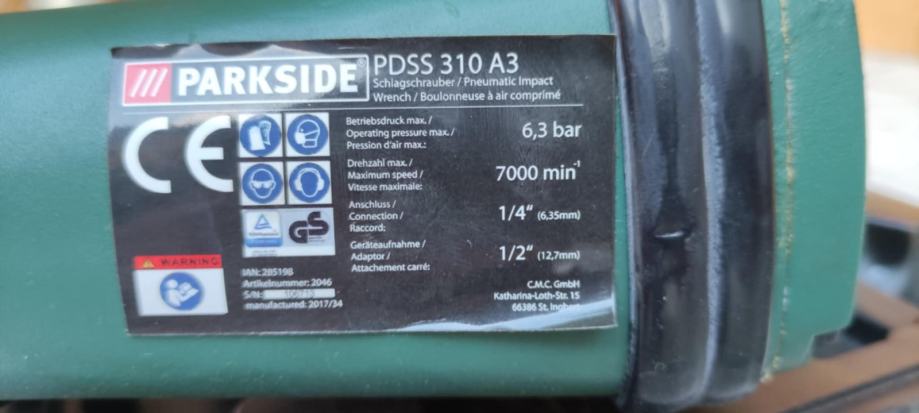 PARKSIDE®
PDSS 310 A3
Schlagschrauber / Pneumatic Impact
Wrench / Boulonneuse à air comprimé
CE
Betriebsdruck max. /
Operating pressure max. /
Pression d'air max.:
6,3 bar
Drehzahl max. /
Maximum speed /
Vitesse maximale:
7000 min⁻¹
Anschluss /
Connection /
Raccord:
1/4“ (6,35mm)
Geräteaufnahme /
Adaptor /
Attachement carré:
1/2“ (12,7mm)
GS
WARNING
IAN: 285198
Artikelnummer: 2046
S/N:
manufactured: 2017/34
C.M.C. GmbH
Katharina-Loth-Str. 15
66386 St. Ingbert